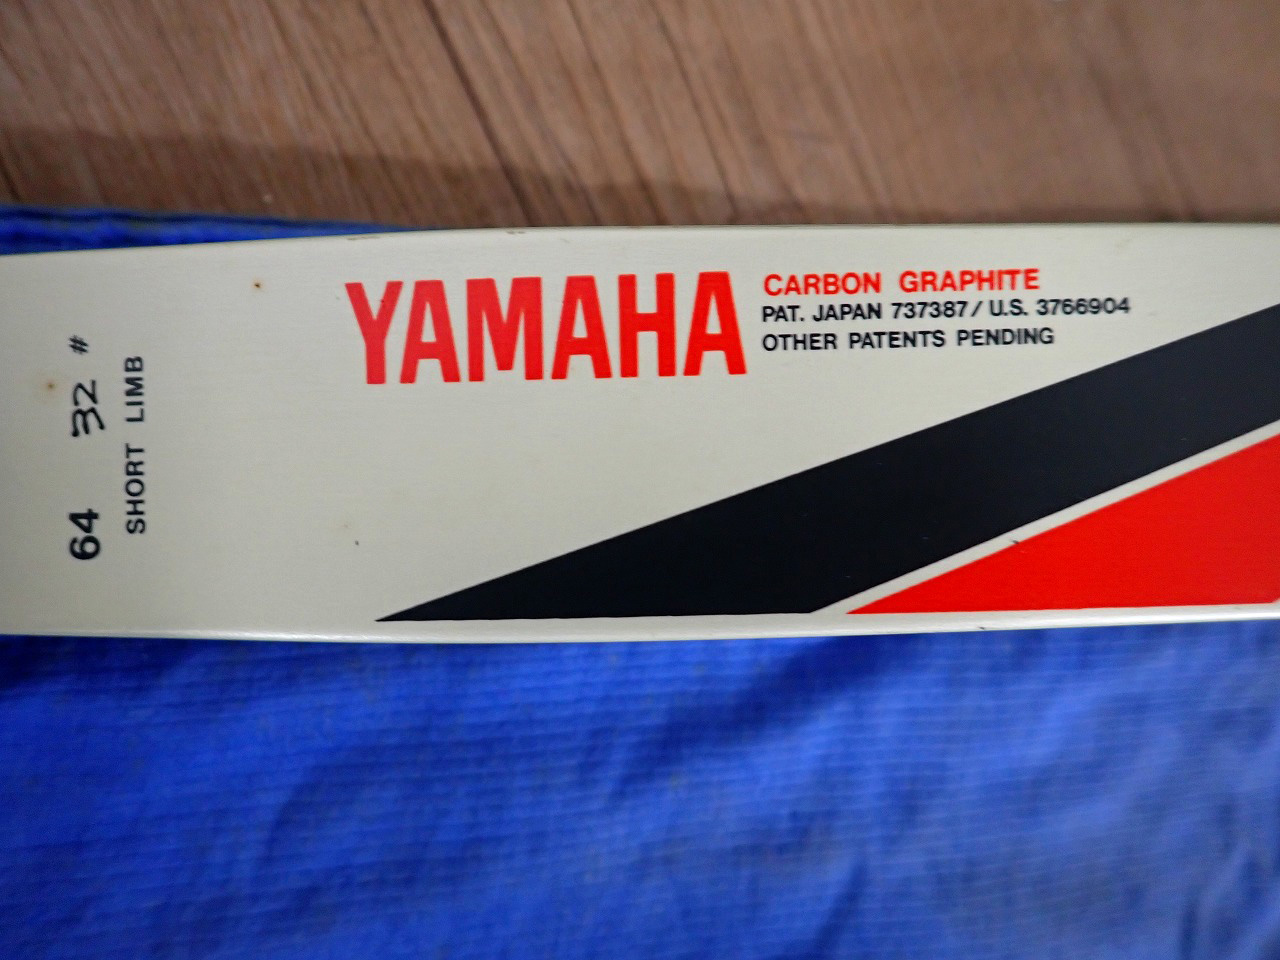 YAMAHA
CARBON GRAPHITE
PAT. JAPAN 737387/U.S. 3766904
OTHER PATENTS PENDING
64 32 #
SHORT LIMB